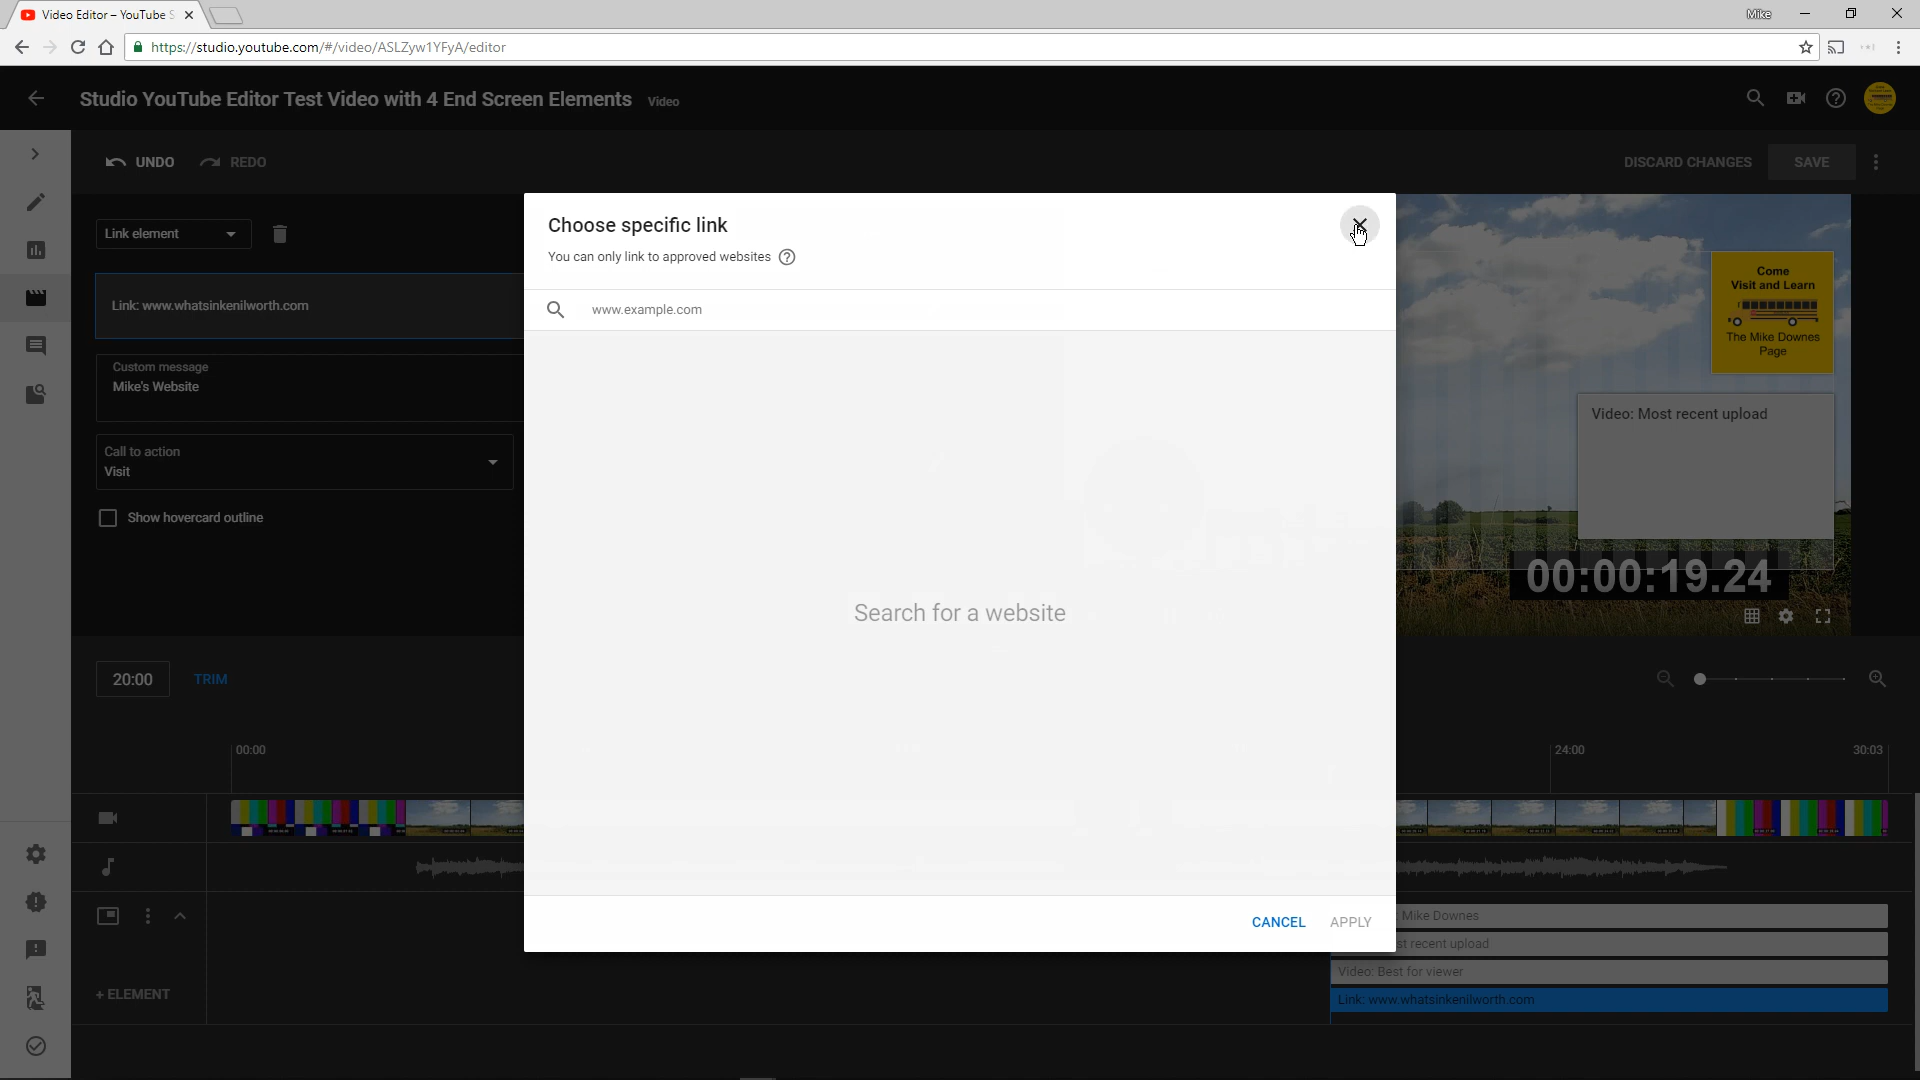 Video Editor – YouTube S
Mike
https://studio.youtube.com/#/video/ASLZyw1YFyA/editor
Studio YouTube Editor Test Video with 4 End Screen Elements Video
UNDO REDO
DISCARD CHANGES SAVE
Link element
Link: www.whatsinkenilworth.com
Custom message
Mike's Website
Call to action
Visit
Show hovercard outline
Choose specific link
You can only link to approved websites
www.example.com
Search for a website
CANCEL APPLY
Come
Visit and Learn
The Mike Downes
Page
Video: Most recent upload
00:00:19.24
20:00 TRIM
00:00 24:00 30:03
Mike Downes
st recent upload
Video: Best for viewer
Link: www.whatsinkenilworth.com
+ ELEMENT